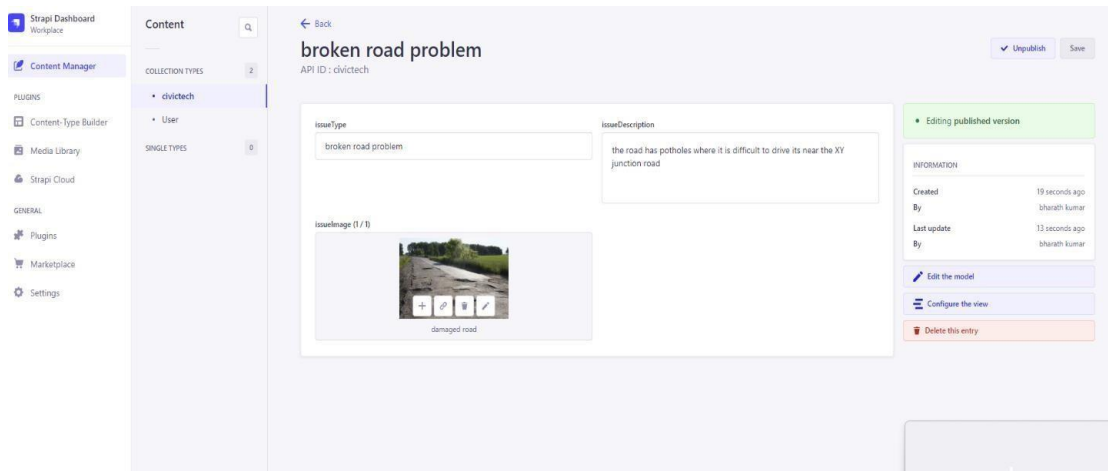 Strapi Dashboard
Workplace
Content Manager
PLUGINS
Content-Type Builder
Media Library
Strapi Cloud
GENERAL
Plugins
Marketplace
Settings
Content
COLLECTION TYPES 2
civictech
User
SINGLE TYPES 0
Back
broken road problem
API ID : civictech
Unpublish
Save
issueType
broken road problem
issueDescription
the road has potholes where it is difficult to drive its near the XY
junction road
issueImage (1 / 1)
damaged road
Editing published version
INFORMATION
Created 19 seconds ago
By bharath kumar
Last update 13 seconds ago
By bharath kumar
Edit the model
Configure the view
Delete this entry